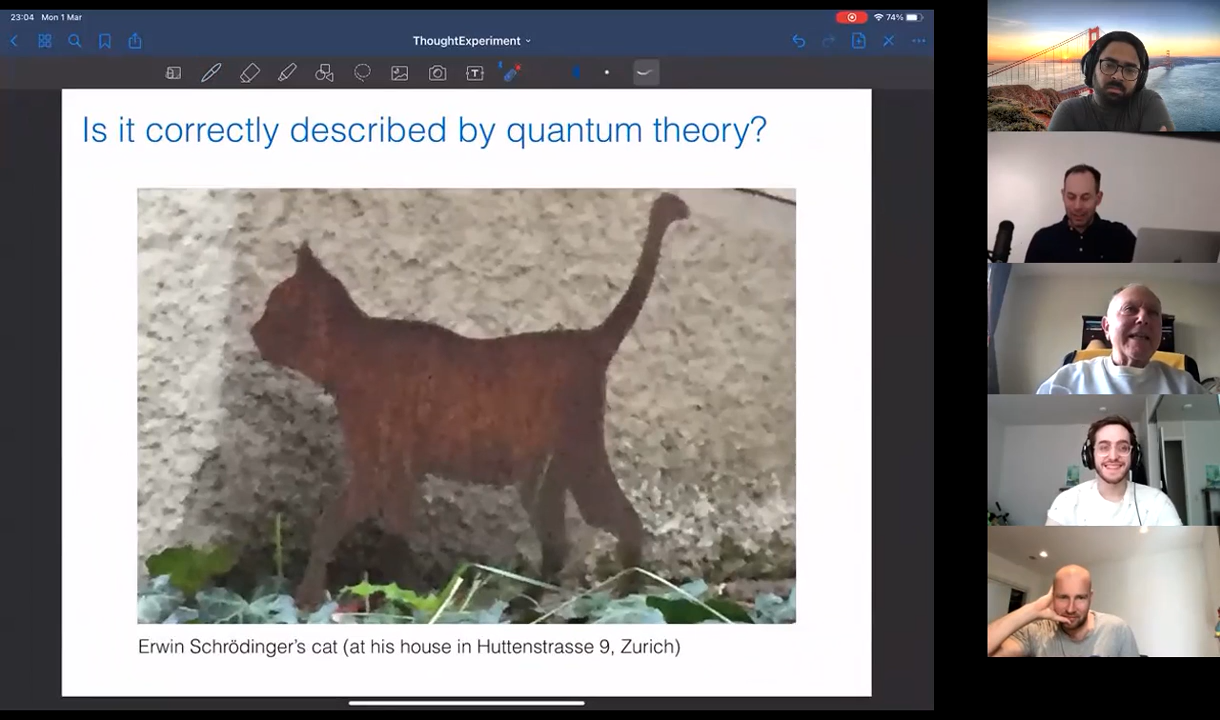 23:04 Mon 1 Mar
74%
ThoughtExperiment
T
Is it correctly described by quantum theory?
Erwin Schrödinger’s cat (at his house in Huttenstrasse 9, Zurich)